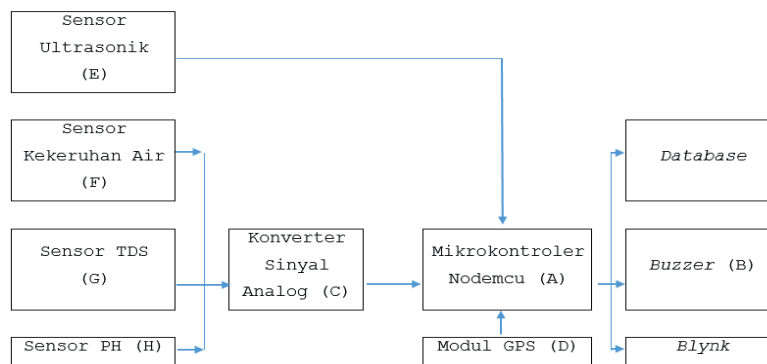 Sensor
Ultrasonik
(E)
Sensor
Kekeruhan Air
(F)
Database
Sensor TDS
(G)
Konverter
Sinyal
Analog (C)
Mikrokontroler
Nodemcu (A)
Buzzer (B)
Sensor PH (H)
Modul GPS (D)
Blynk